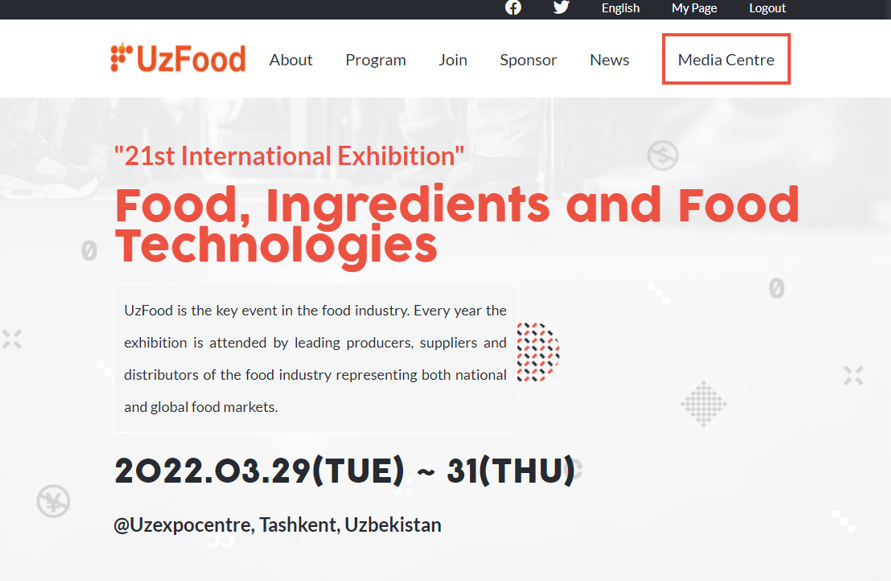 English My Page Logout
UzFood About Program Join Sponsor News Media Centre
"21st International Exhibition"
Food, Ingredients and Food
Technologies
UzFood is the key event in the food industry. Every year the
exhibition is attended by leading producers, suppliers and
distributors of the food industry representing both national
and global food markets.
2022.03.29(TUE) ~ 31(THU)
@Uzexpocentre, Tashkent, Uzbekistan